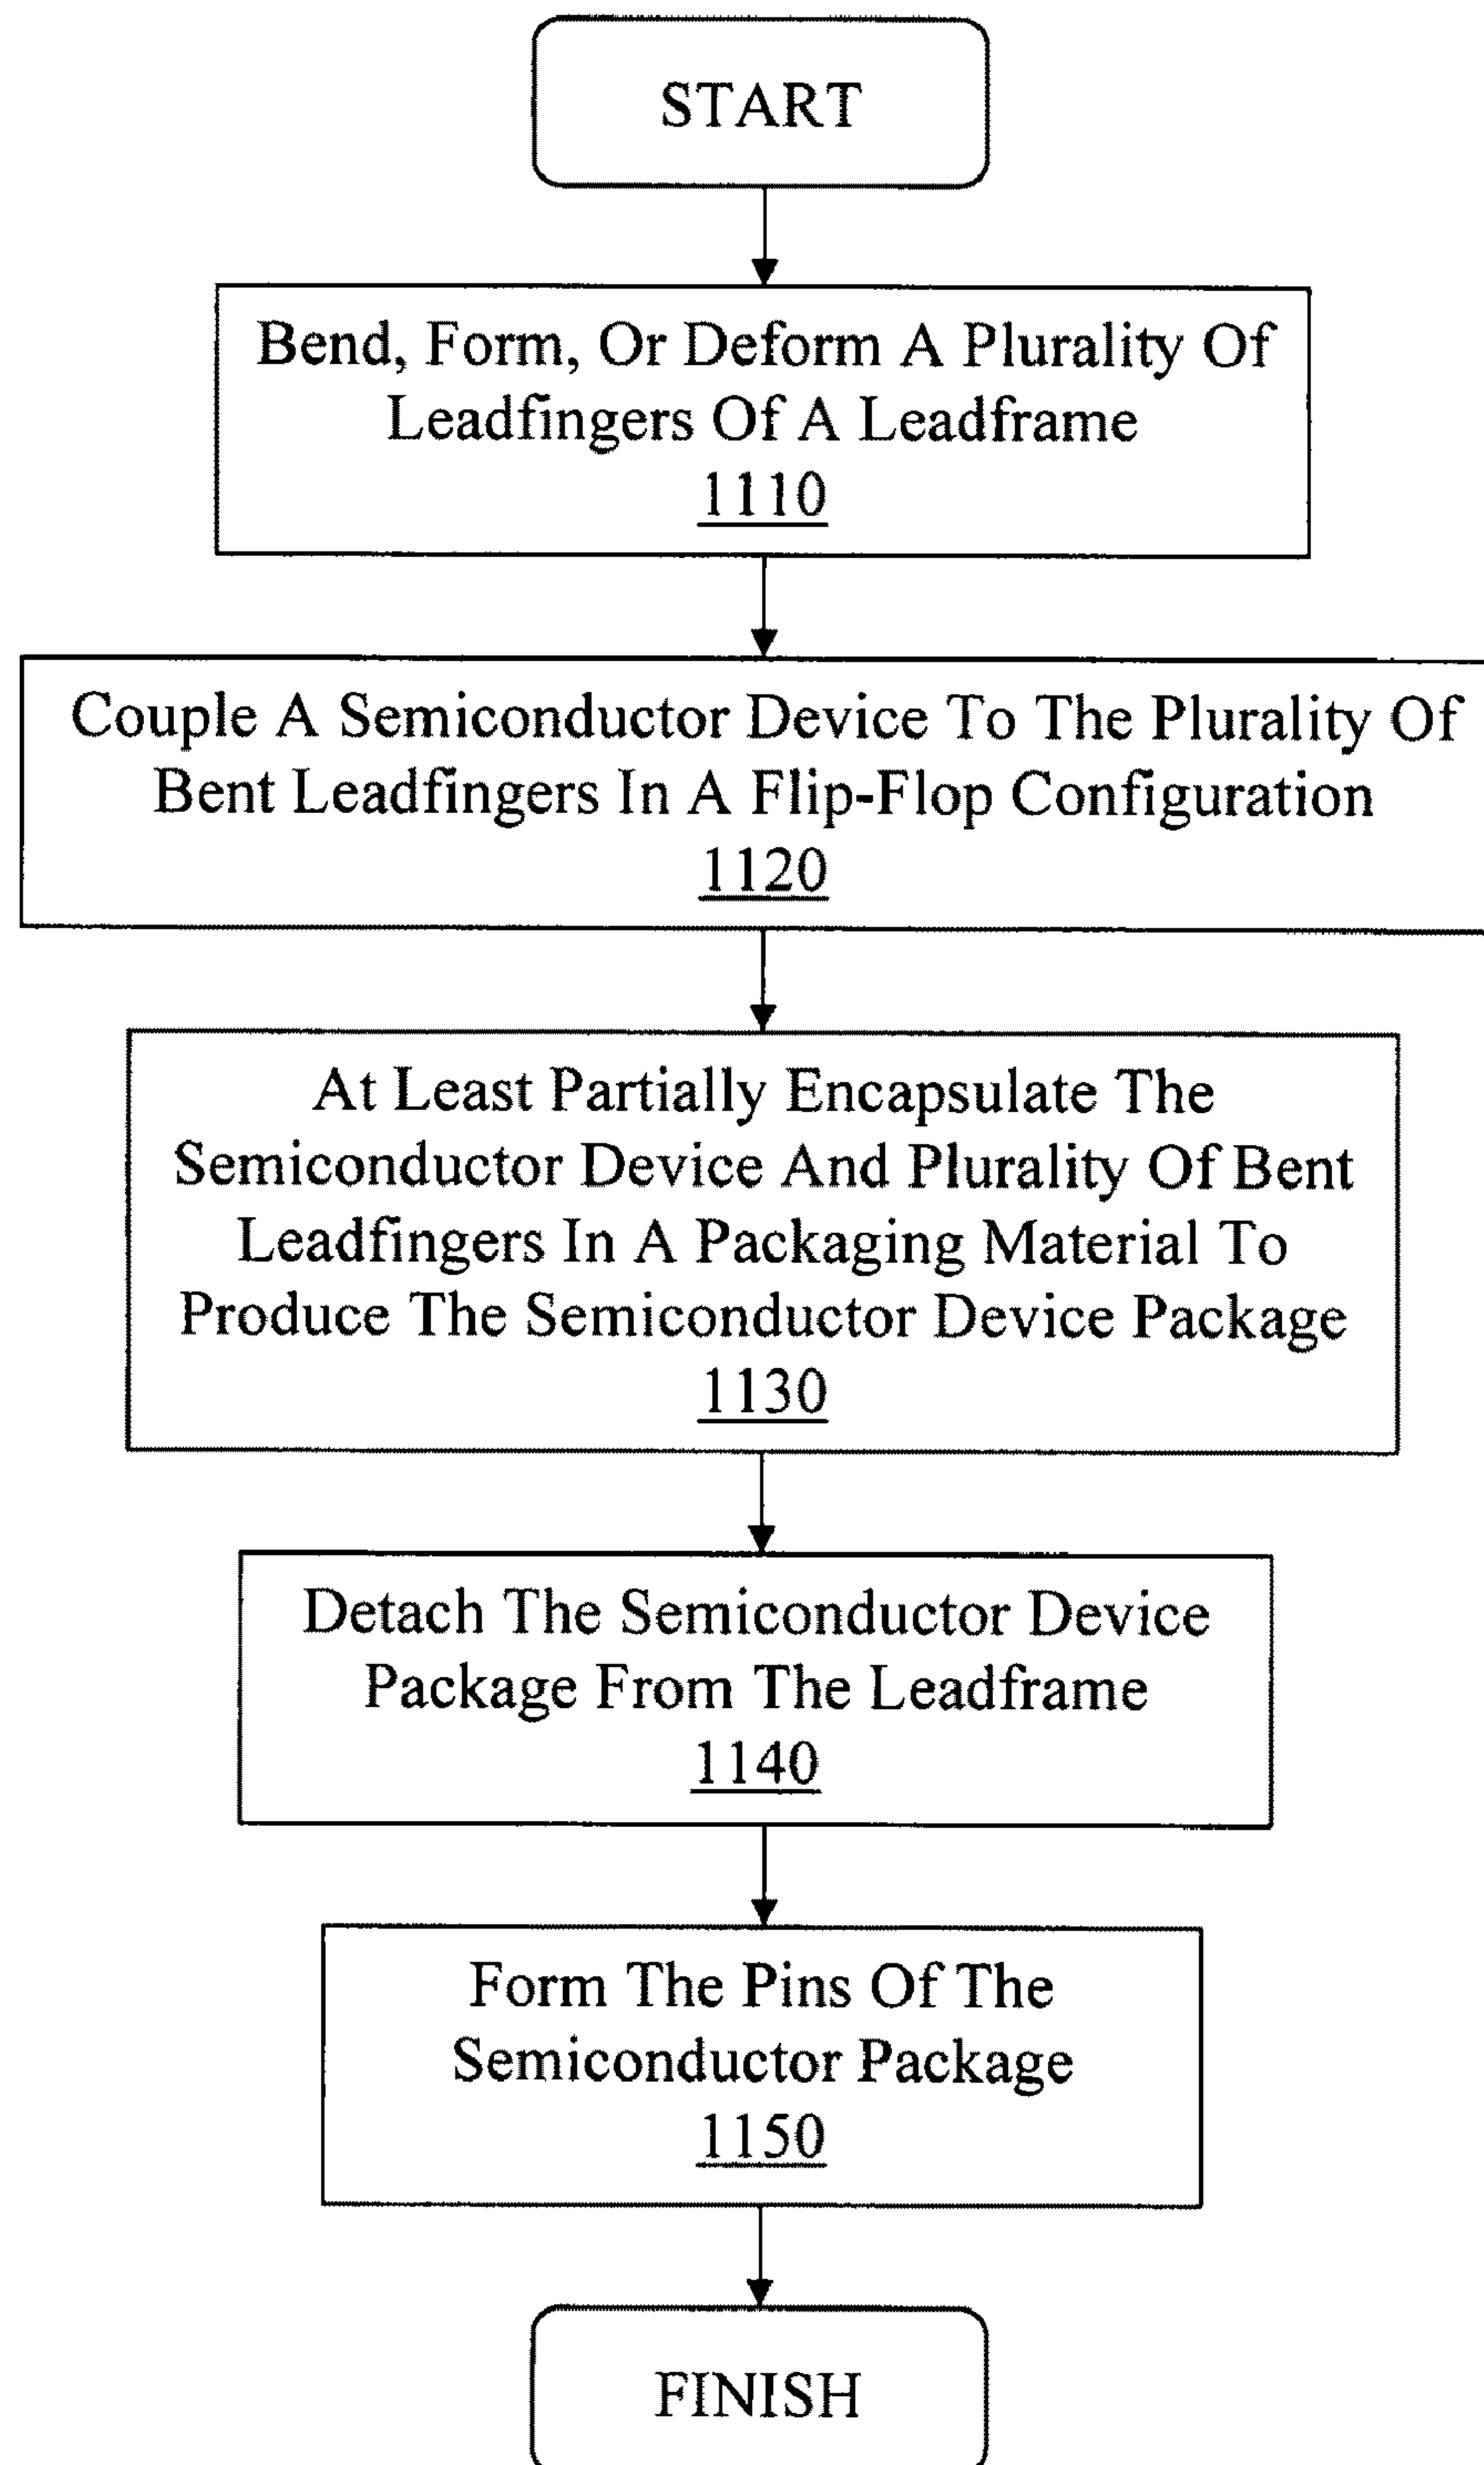 START
Bend, Form, Or Deform A Plurality Of
Leadfingers Of A Leadframe
1110
Couple A Semiconductor Device To The Plurality Of
Bent Leadfingers In A Flip-Flop Configuration
1120
At Least Partially Encapsulate The
Semiconductor Device And Plurality Of Bent
Leadfingers In A Packaging Material To
Produce The Semiconductor Device Package
1130
Detach The Semiconductor Device
Package From The Leadframe
1140
Form The Pins Of The
Semiconductor Package
1150
FINISH